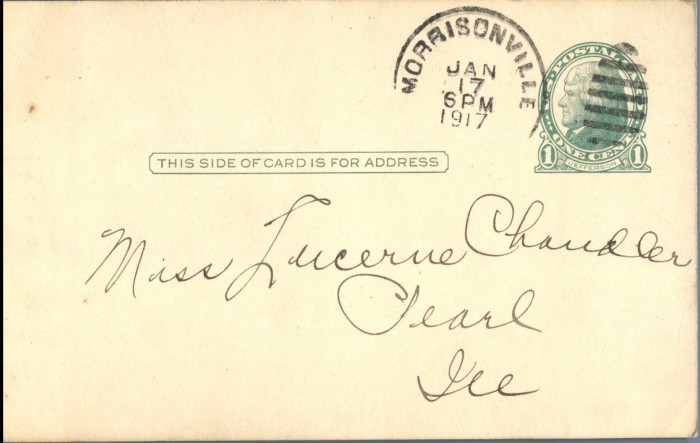 MORRISONVILLE
JAN
17
6 PM
1917
U.S. POSTAL
ONE CENT
1 JEFFERSON 1
THIS SIDE OF CARD IS FOR ADDRESS
Miss Lucerne Chandler
Pearl
Ill